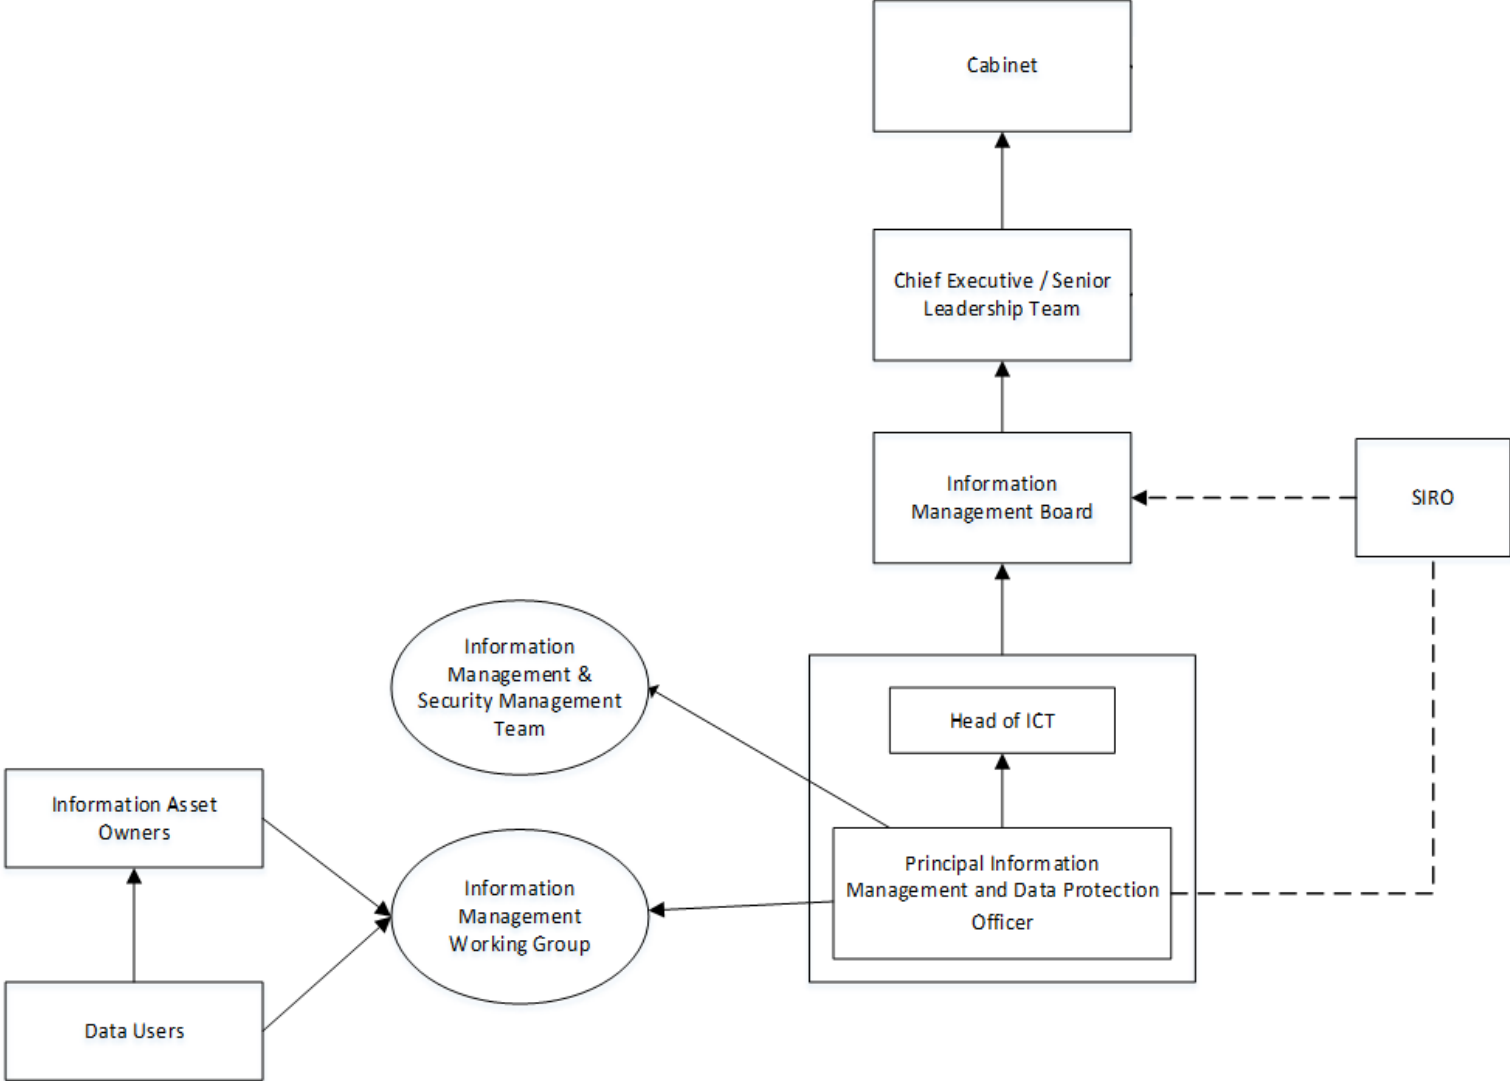 Cabinet
Chief Executive / Senior
Leadership Team
Information
Management Board
SIRO
Information
Management &
Security Management
Team
Head of ICT
Information Asset
Owners
Principal Information
Management and Data Protection
Officer
Information
Management
Working Group
Data Users